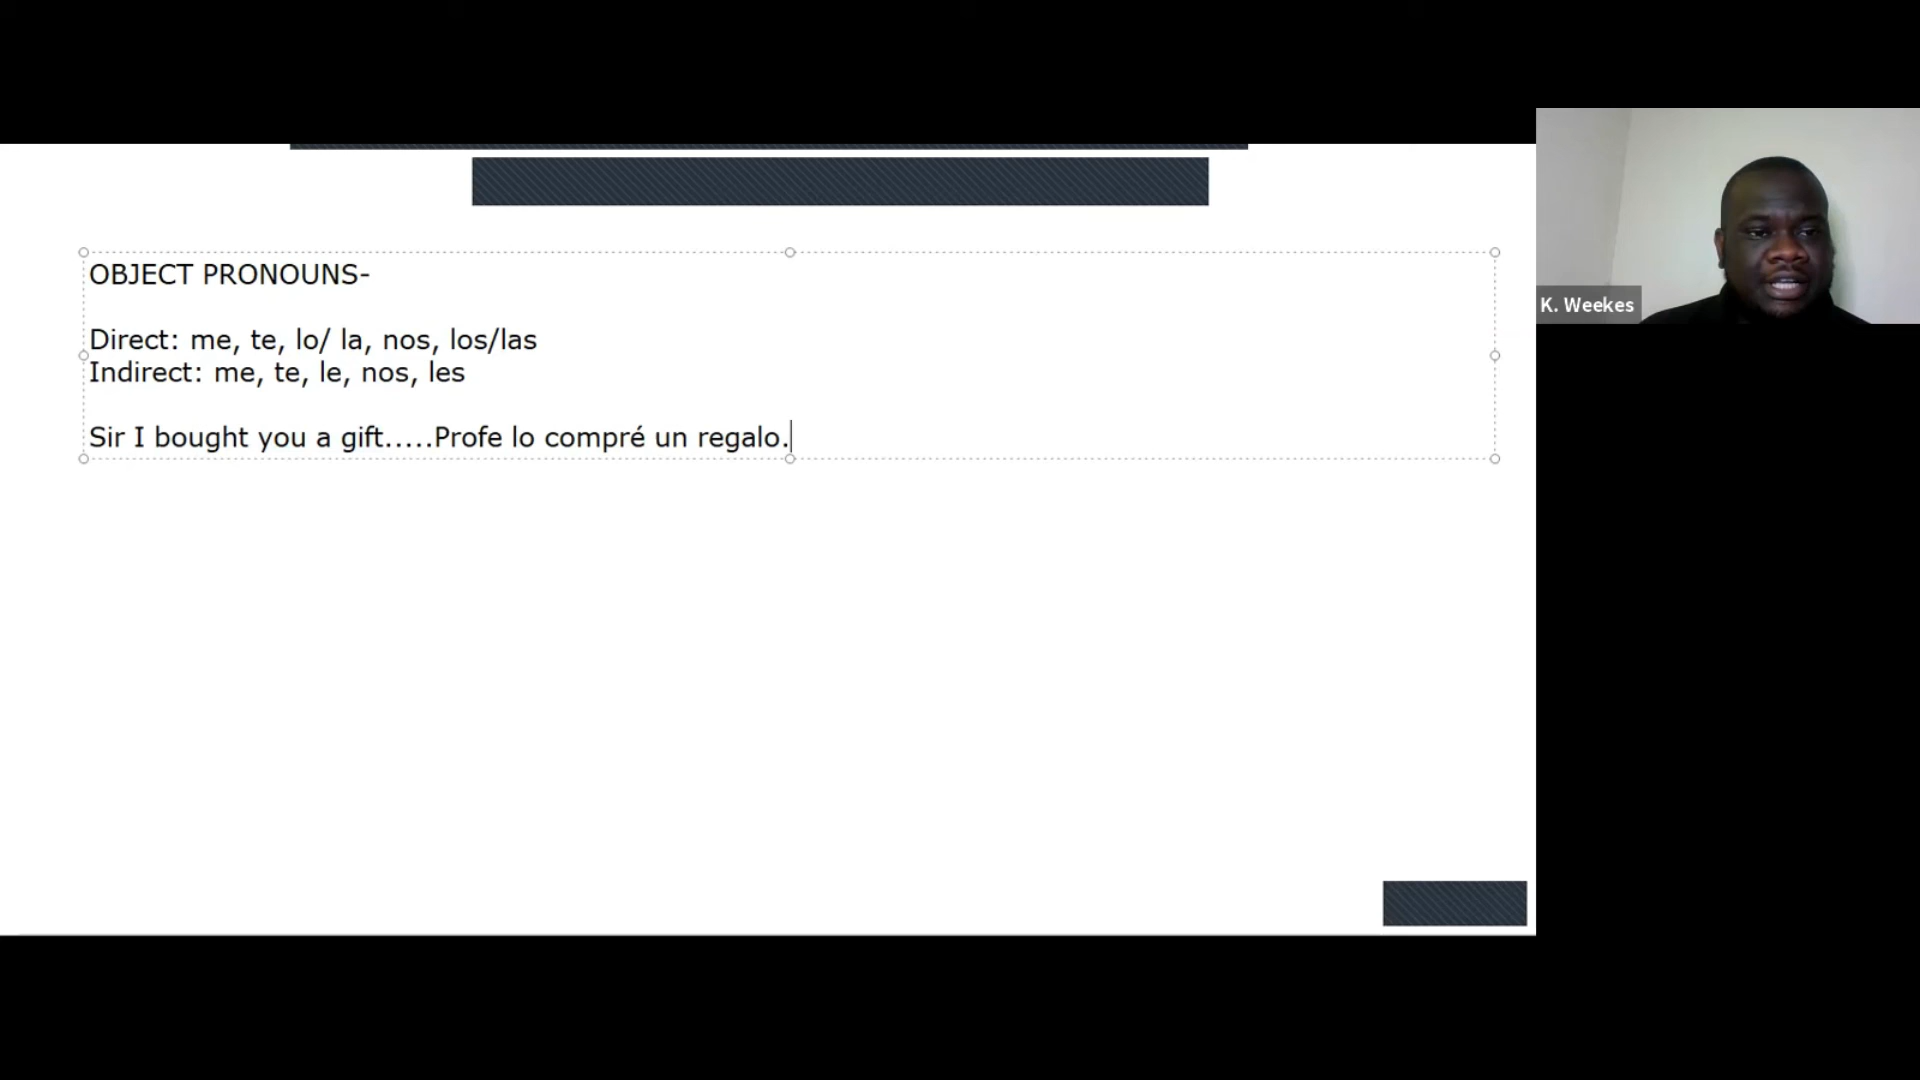 OBJECT PRONOUNS-
Direct: me, te, lo/ la, nos, los/las
Indirect: me, te, le, nos, les
Sir I bought you a gift.....Profe lo compré un regalo.
K. Weekes